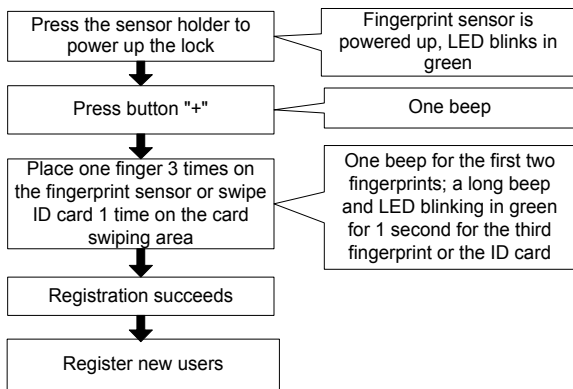 Press the sensor holder to
power up the lock
Fingerprint sensor is
powered up, LED blinks in
green
Press button "+"
One beep
Place one finger 3 times on
the fingerprint sensor or swipe
ID card 1 time on the card
swiping area
One beep for the first two
fingerprints; a long beep
and LED blinking in green
for 1 second for the third
fingerprint or the ID card
Registration succeeds
Register new users